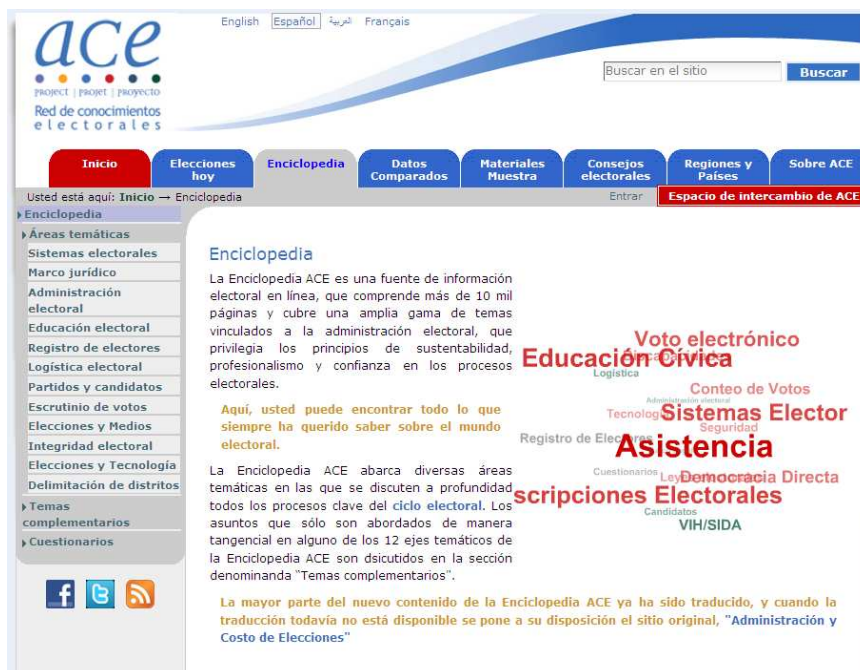 English Español العربية Français
ace
PROJECT | PROJET | PROYECTO
Red de conocimientos
electorales
Buscar en el sitio Buscar
Inicio
Elecciones
hoy
Enciclopedia
Datos
Comparados
Materiales
Muestra
Consejos
electorales
Regiones y
Países
Sobre ACE
Usted está aquí: Inicio → Enciclopedia
Entrar Espacio de intercambio de ACE
Enciclopedia
Áreas temáticas
Sistemas electorales
Marco jurídico
Administración
electoral
Educación electoral
Registro de electores
Logística electoral
Partidos y candidatos
Escrutinio de votos
Elecciones y Medios
Integridad electoral
Elecciones y Tecnología
Delimitación de distritos
Temas
complementarios
Cuestionarios
Enciclopedia
La Enciclopedia ACE es una fuente de información
electoral en línea, que comprende más de 10 mil
páginas y cubre una amplia gama de temas
vinculados a la administración electoral, que
privilegia los principios de sustentabilidad,
profesionalismo y confianza en los procesos
electorales.
Aquí, usted puede encontrar todo lo que
siempre ha querido saber sobre el mundo
electoral.
La Enciclopedia ACE abarca diversas áreas
temáticas en las que se discuten a profundidad
todos los procesos clave del ciclo electoral. Los
asuntos que sólo son abordados de manera
tangencial en alguno de los 12 ejes temáticos de
la Enciclopedia ACE son dsicutidos en la sección
denominanda "Temas complementarios".
La mayor parte del nuevo contenido de la Enciclopedia ACE ya ha sido traducido, y cuando la
traducción todavía no está disponible se pone a su disposición el sitio original, "Administración y
Costo de Elecciones"
Voto electrónico
Educación Cívica
Logística
Conteo de Votos
Administración electoral
Tecnología
Sistemas Elector
Seguridad
Registro de Electores
Asistencia
Cuestionarios
Democracia Directa
scripciones Electorales
Candidatos
VIH/SIDA